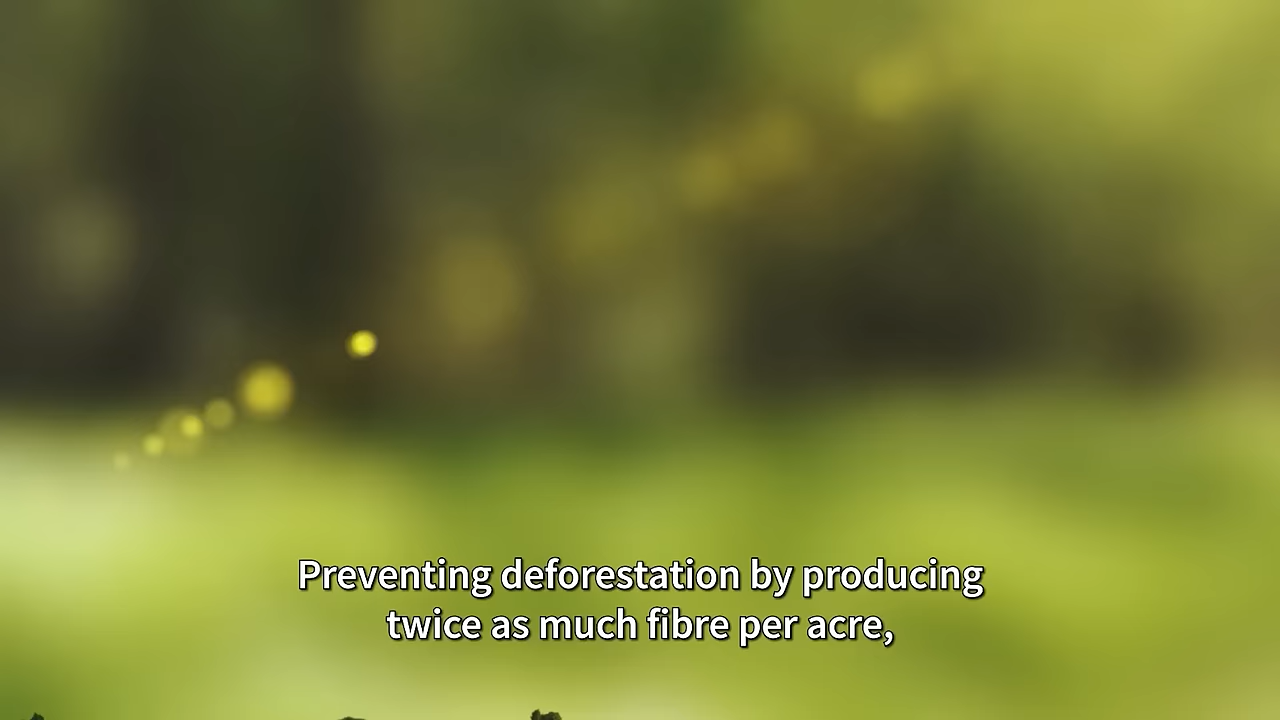 Preventing deforestation by producing
twice as much fibre per acre,